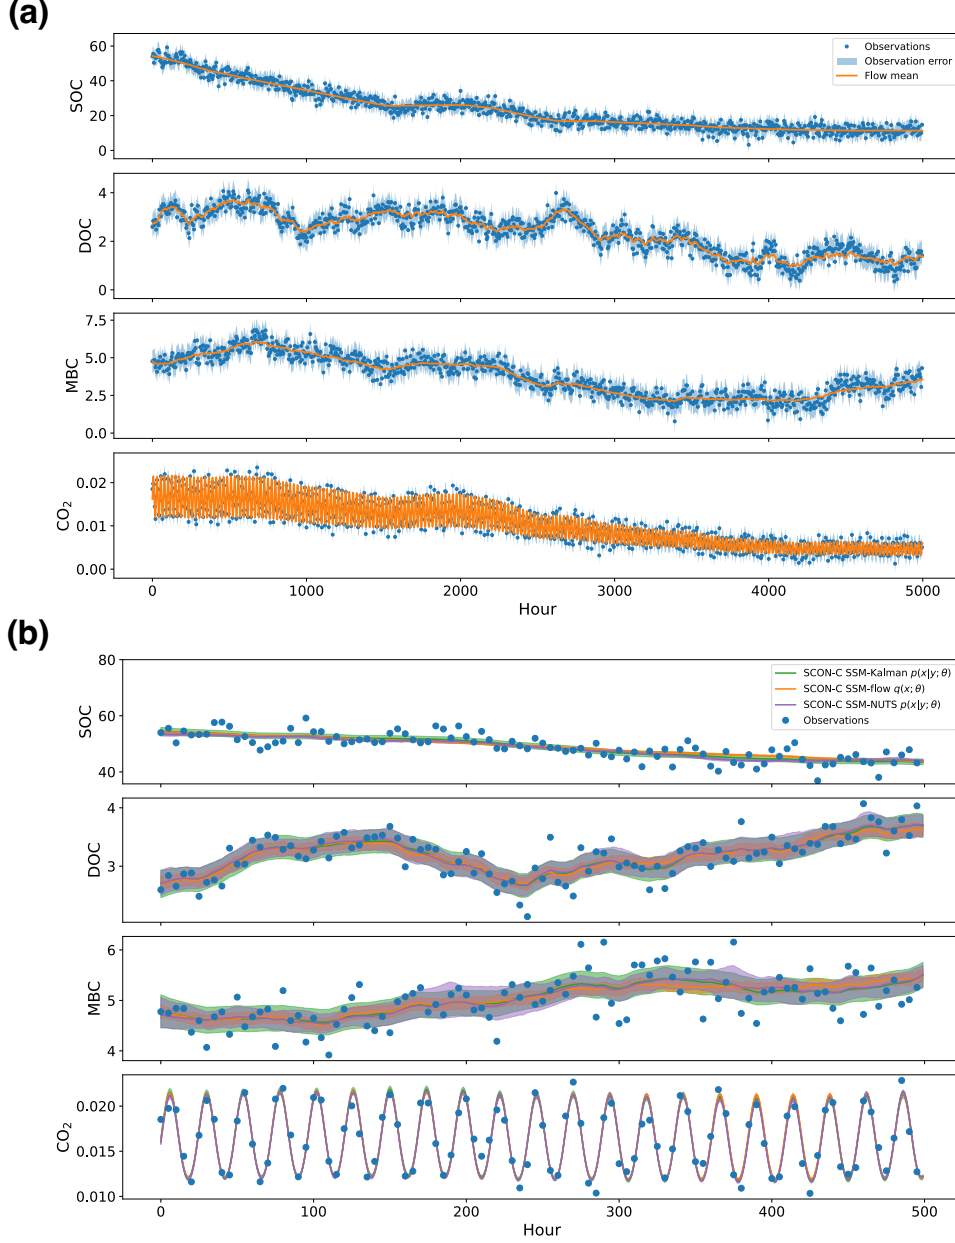 (a)
60
40
20
0
SOC
Observations
Observation error
Flow mean
4
2
0
DOC
7.5
5.0
2.5
0.0
MBC
0.02
0.01
0.00
CO₂
0 1000 2000 3000 4000 5000
Hour
(b)
80
60
40
SOC
SCON-C SSM-Kalman p(x|y; θ)
SCON-C SSM-flow q(x; θ)
SCON-C SSM-NUTS p(x|y; θ)
Observations
4
3
DOC
6
5
4
MBC
0.020
0.015
0.010
CO₂
0 100 200 300 400 500
Hour